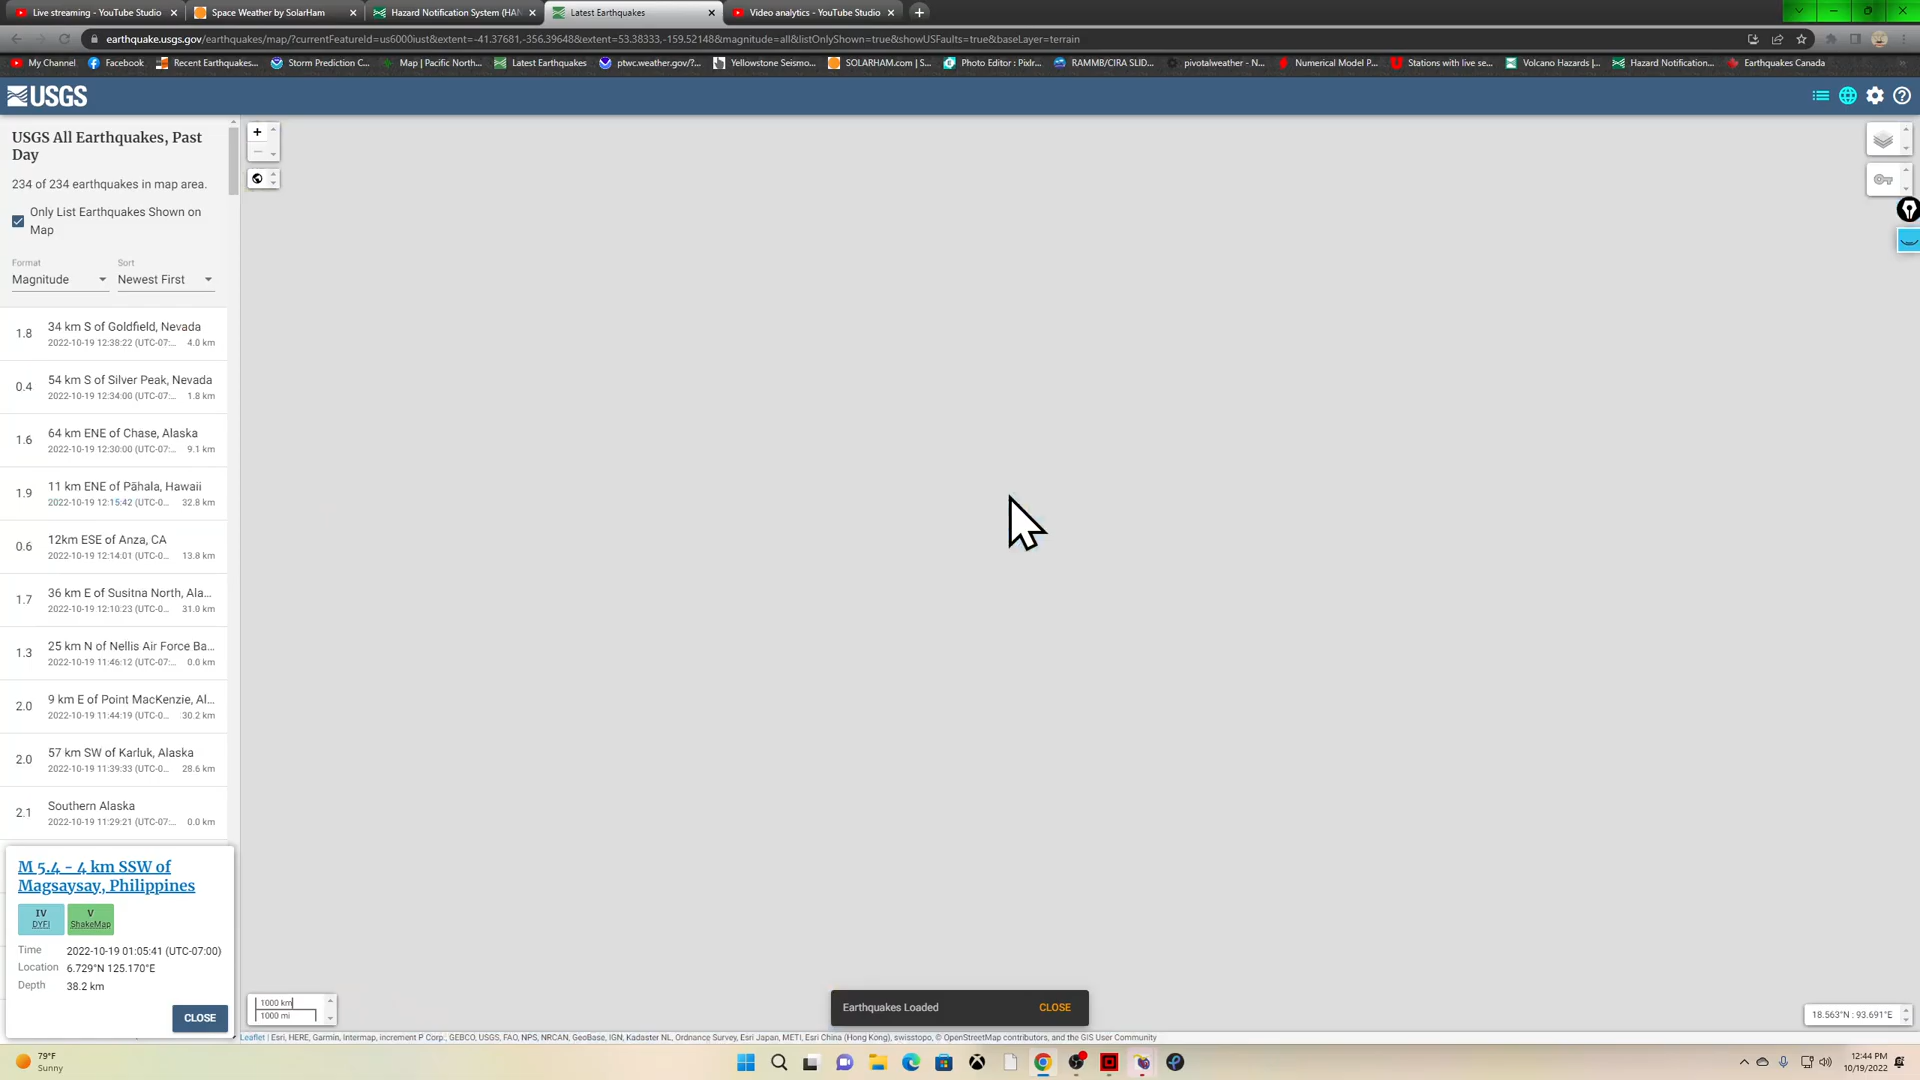 Live streaming - YouTube Studio
Space Weather by SolarHam
Hazard Notification System (HAN
Latest Earthquakes
Video analytics - YouTube Studio
earthquake.usgs.gov/earthquakes/map/?currentFeatureId=us6000iust&extent=-41.37681,-356.39648&extent=53.38333,-159.52148&magnitude=all&listOnlyShown=true&showUSFaults=true&baseLayer=terrain
My Channel
Facebook
Recent Earthquakes...
Storm Prediction C...
Map | Pacific North...
Latest Earthquakes
ptwc.weather.gov/?...
Yellowstone Seismo...
SOLARHAM.com | S...
Photo Editor : Pidr...
RAMMB/CIRA SLID...
pivotalweather - N...
Numerical Model P...
Stations with live se...
Volcano Hazards |...
Hazard Notification...
Earthquakes Canada
USGS
USGS All Earthquakes, Past
Day
234 of 234 earthquakes in map area.
Only List Earthquakes Shown on
Map
Format
Sort
Magnitude
Newest First
1.8
34 km S of Goldfield, Nevada
2022-10-19 12:38:22 (UTC-07:... 4.0 km
0.4
54 km S of Silver Peak, Nevada
2022-10-19 12:34:00 (UTC-07:... 1.8 km
1.6
64 km ENE of Chase, Alaska
2022-10-19 12:30:00 (UTC-07:... 9.1 km
1.9
11 km ENE of Pāhala, Hawaii
2022-10-19 12:15:42 (UTC-0... 32.8 km
0.6
12km ESE of Anza, CA
2022-10-19 12:14:01 (UTC-0... 13.8 km
1.7
36 km E of Susitna North, Ala...
2022-10-19 12:10:23 (UTC-0... 31.0 km
1.3
25 km N of Nellis Air Force Ba...
2022-10-19 11:46:12 (UTC-07:... 0.0 km
2.0
9 km E of Point MacKenzie, Al...
2022-10-19 11:44:19 (UTC-0... 30.2 km
2.0
57 km SW of Karluk, Alaska
2022-10-19 11:39:33 (UTC-0... 28.6 km
2.1
Southern Alaska
2022-10-19 11:29:21 (UTC-07:... 0.0 km
M 5.4 - 4 km SSW of
Magsaysay, Philippines
IV
DYFI
V
ShakeMap
Time 2022-10-19 01:05:41 (UTC-07:00)
Location 6.729°N 125.170°E
Depth 38.2 km
CLOSE
1000 km
1000 mi
Earthquakes Loaded
CLOSE
18.563°N : 93.691°E
Leaflet | Esri, HERE, Garmin, Intermap, increment P Corp., GEBCO, USGS, FAO, NPS, NRCAN, GeoBase, IGN, Kadaster NL, Ordnance Survey, Esri Japan, METI, Esri China (Hong Kong), swisstopo, © OpenStreetMap contributors, and the GIS User Community
79°F
Sunny
12:44 PM
10/19/2022